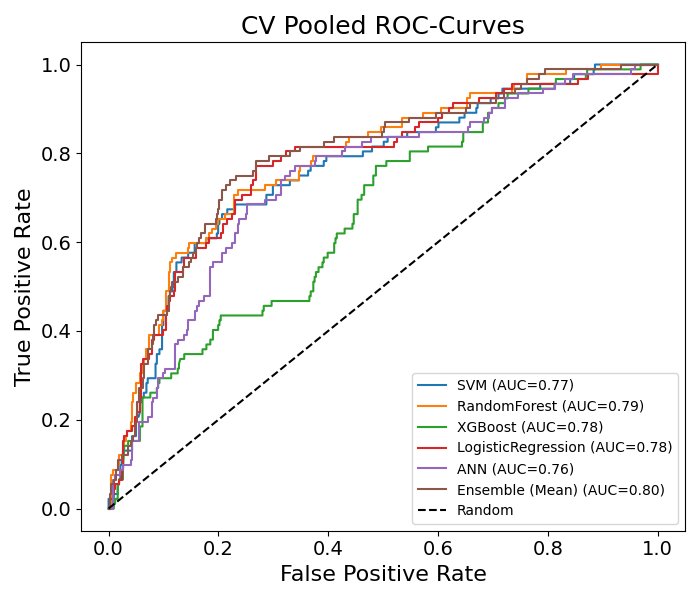 CV Pooled ROC-Curves
True Positive Rate
1.0
0.8
0.6
0.4
0.2
0.0
SVM (AUC=0.77)
RandomForest (AUC=0.79)
XGBoost (AUC=0.78)
LogisticRegression (AUC=0.78)
ANN (AUC=0.76)
Ensemble (Mean) (AUC=0.80)
Random
0.0 0.2 0.4 0.6 0.8 1.0
False Positive Rate